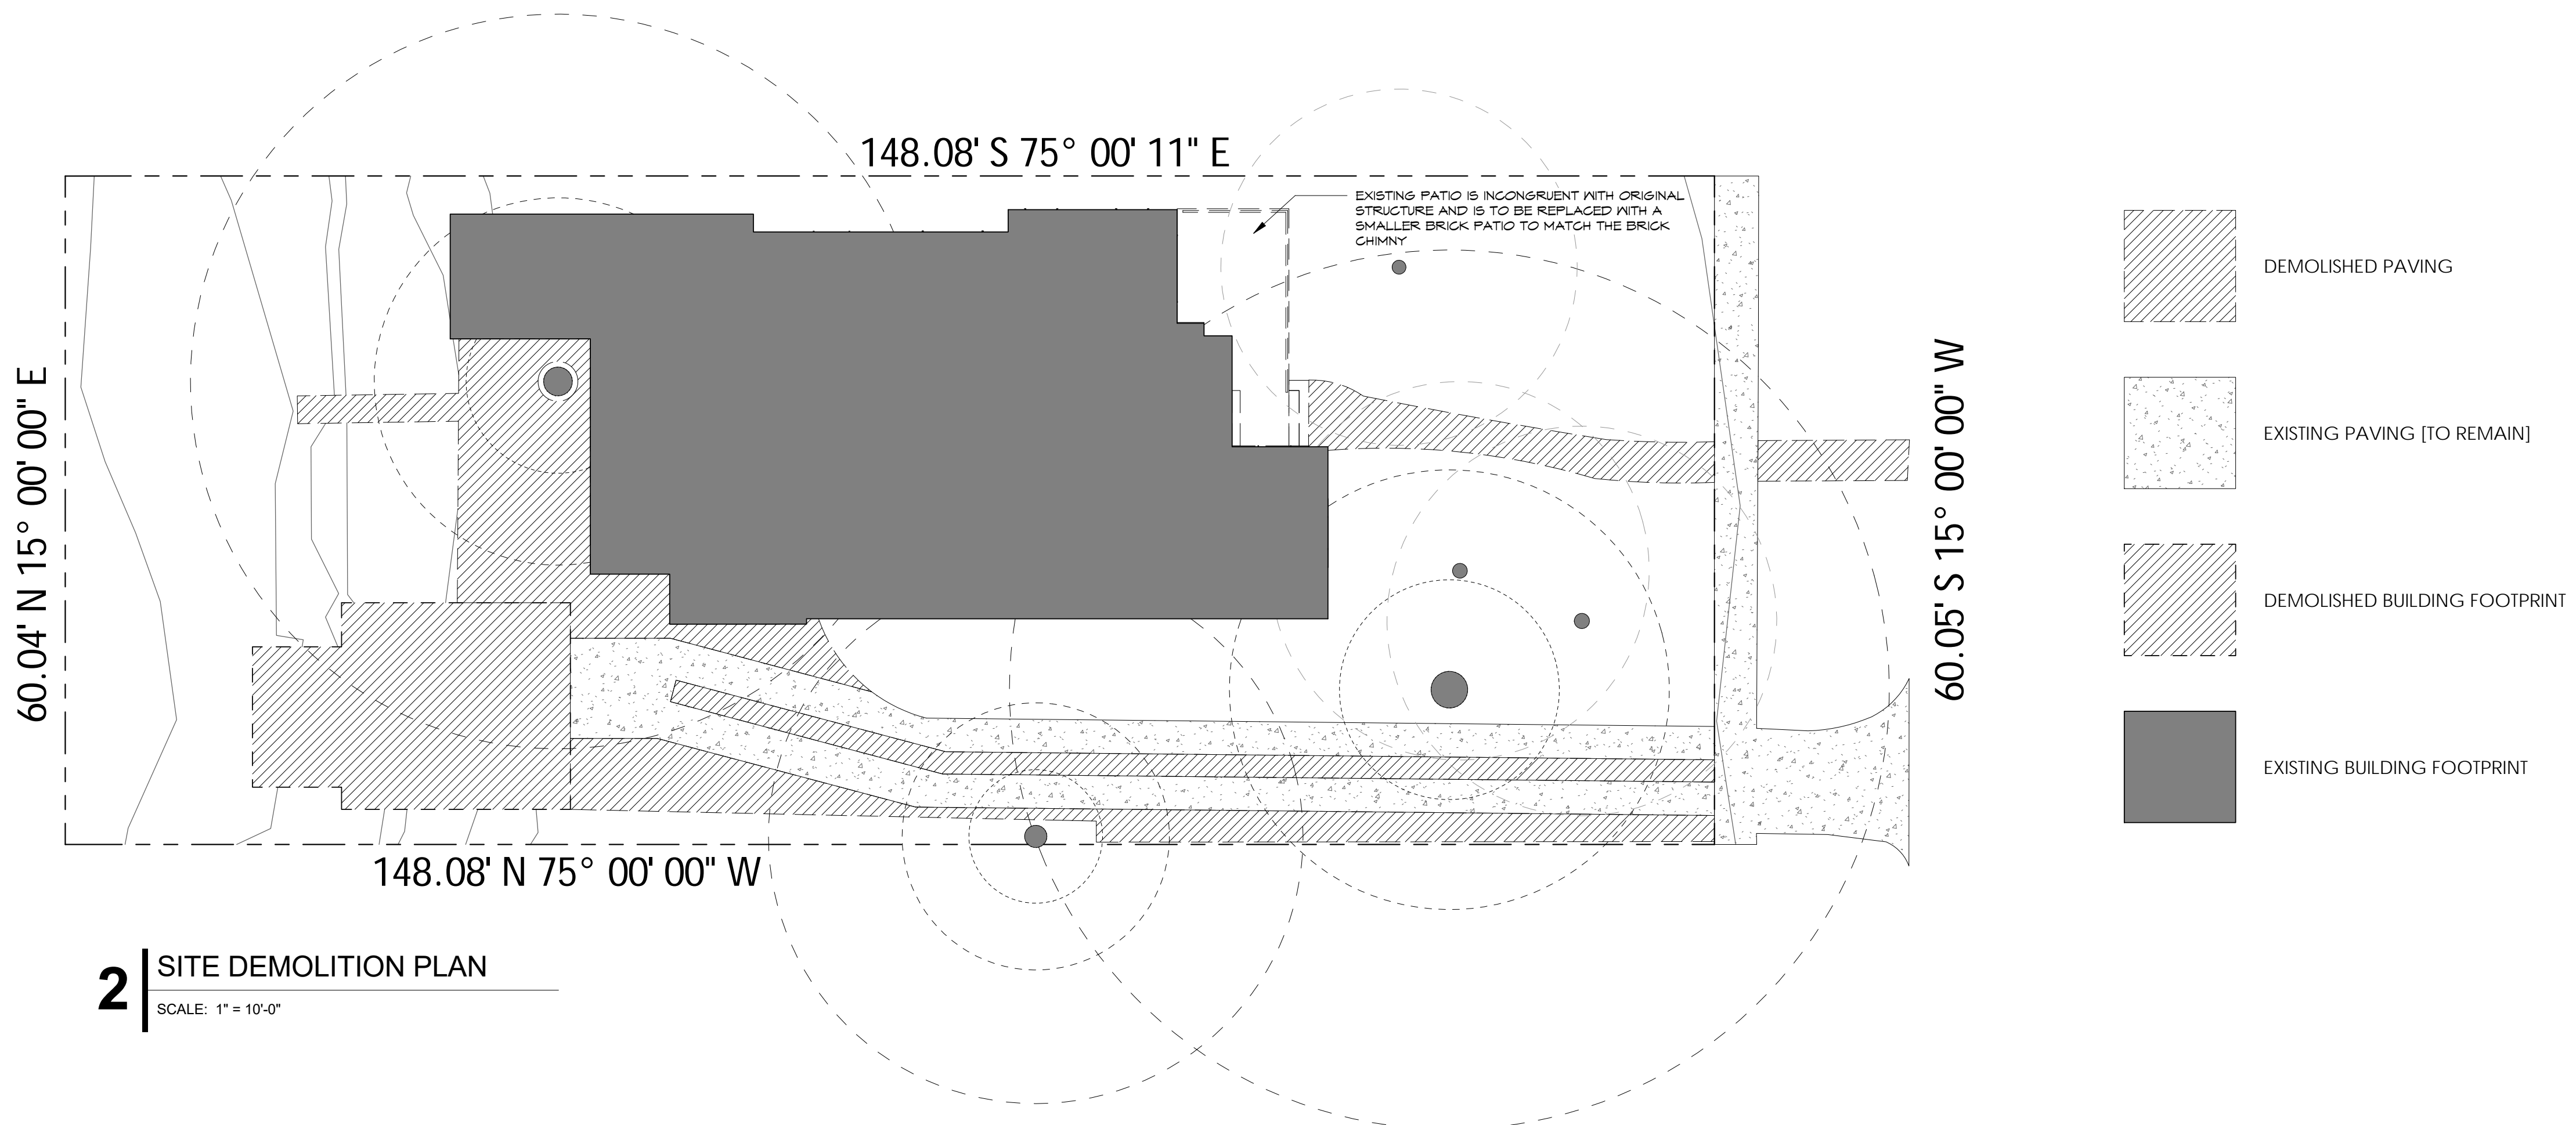 148.08' S 75° 00' 11" E
EXISTING PATIO IS INCONGRUENT WITH ORIGINAL
STRUCTURE AND IS TO BE REPLACED WITH A
SMALLER BRICK PATIO TO MATCH THE BRICK
CHIMNY
60.04' N 15° 00' 00" E
60.05' S 15° 00' 00" W
148.08' N 75° 00' 00" W
DEMOLISHED PAVING
EXISTING PAVING [TO REMAIN]
DEMOLISHED BUILDING FOOTPRINT
EXISTING BUILDING FOOTPRINT
2
SITE DEMOLITION PLAN
SCALE: 1" = 10'-0"